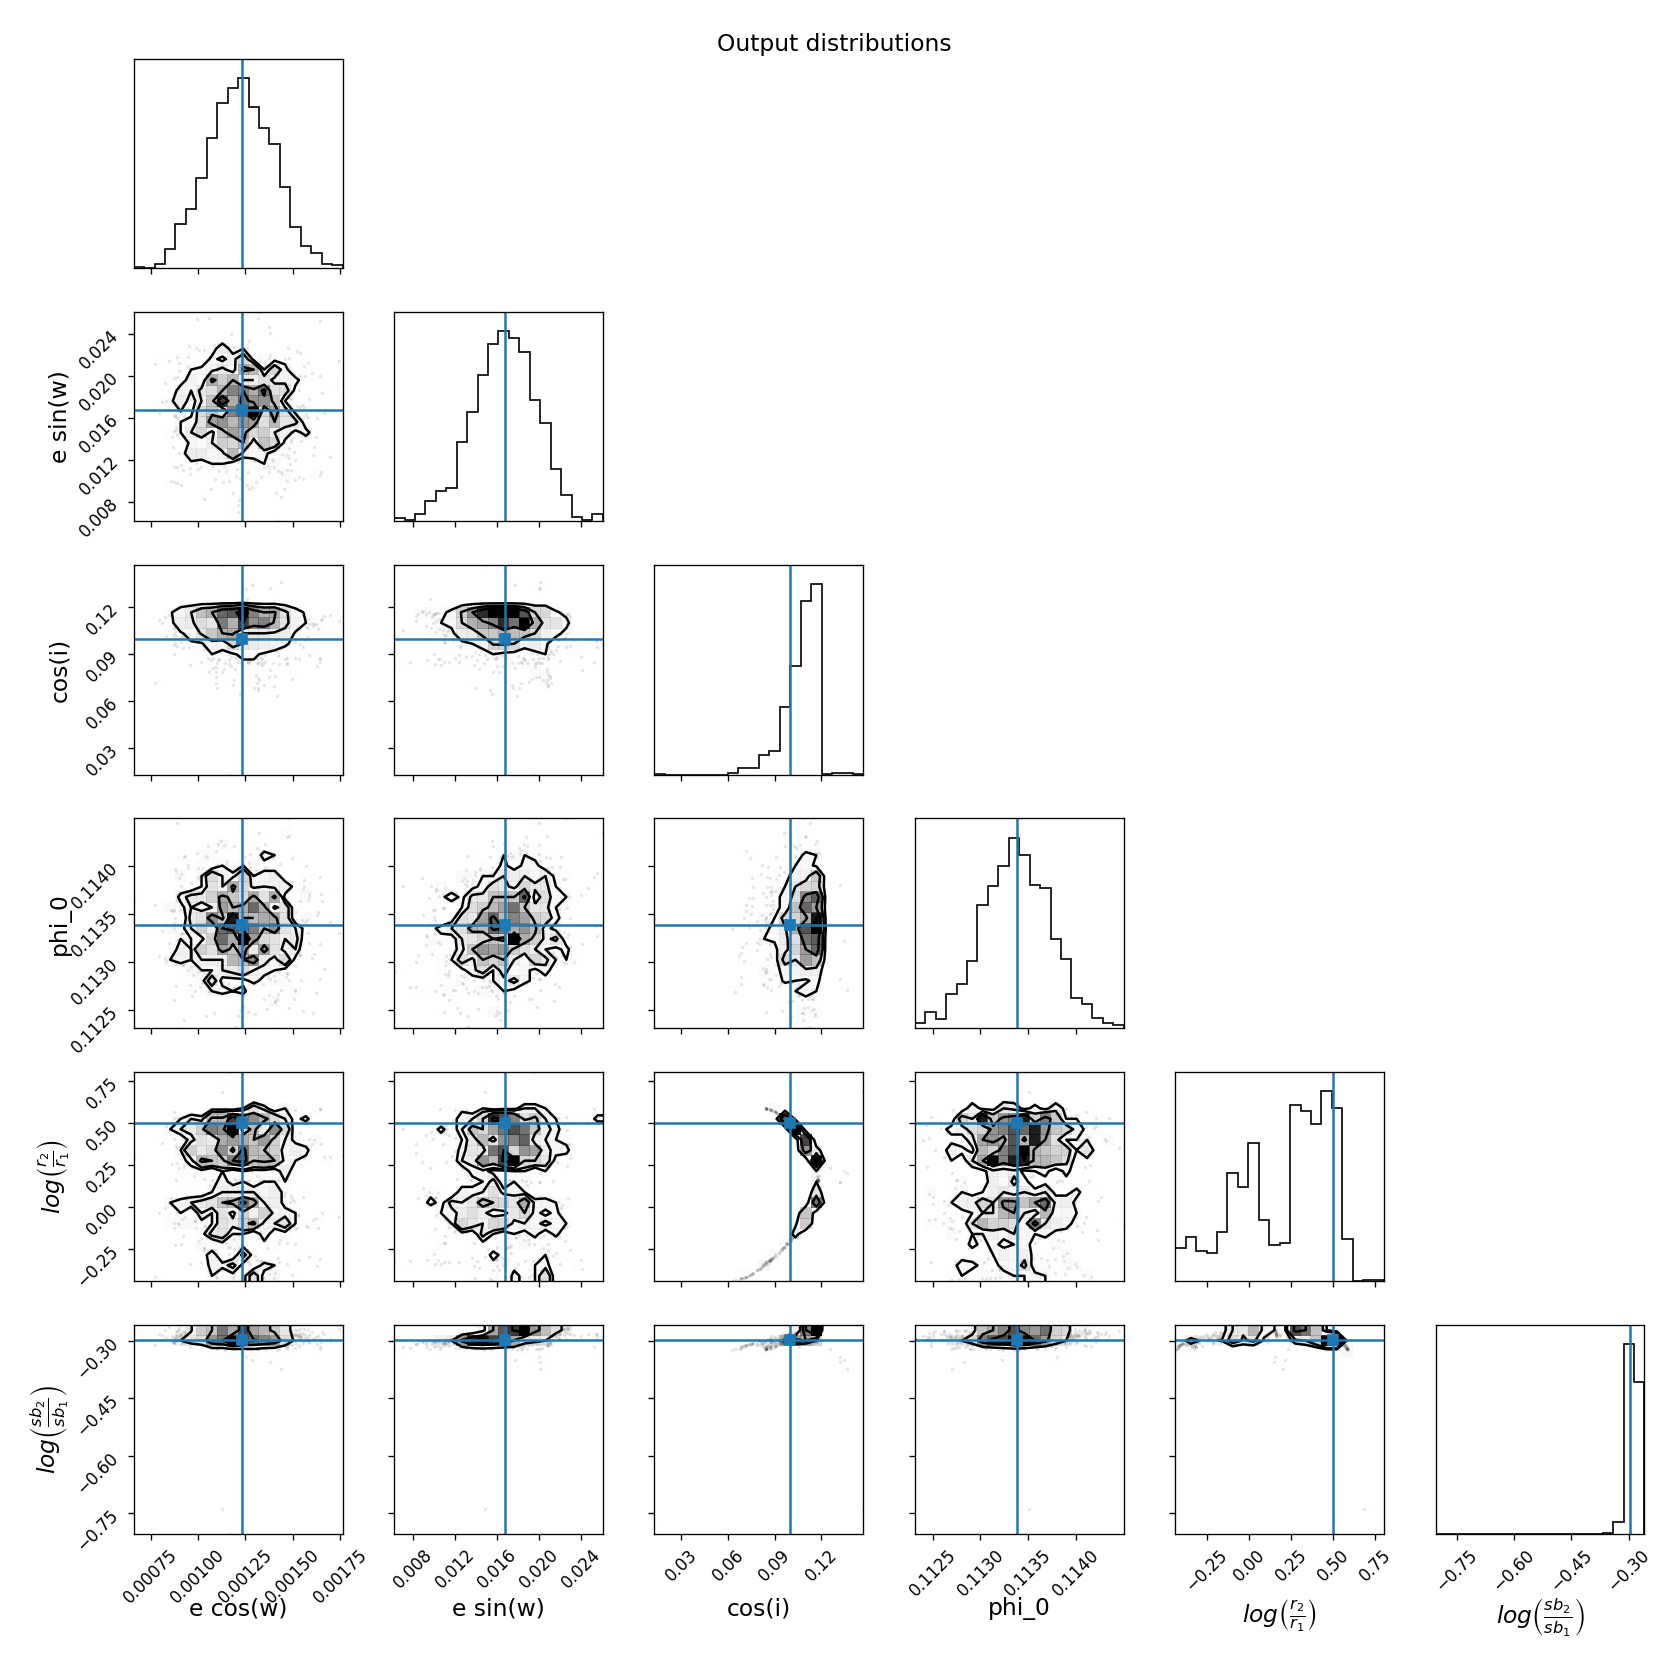 Output distributions
e sin(w)
0.024
0.020
0.016
0.012
0.008
cos(i)
0.12
0.09
0.06
0.03
phi_0
0.1140
0.1135
0.1130
0.1125
log(r₂/r₁)
0.75
0.50
0.25
0.00
−0.25
log(sb₂/sb₁)
−0.30
−0.45
−0.60
−0.75
0.00075 0.00100 0.00125 0.00150 0.00175
e cos(w)
0.008 0.012 0.016 0.020 0.024
e sin(w)
0.03 0.06 0.09 0.12
cos(i)
0.1125 0.1130 0.1135 0.1140
phi_0
−0.25 0.00 0.25 0.50 0.75
log(r₂/r₁)
−0.75 −0.60 −0.45 −0.30
log(sb₂/sb₁)